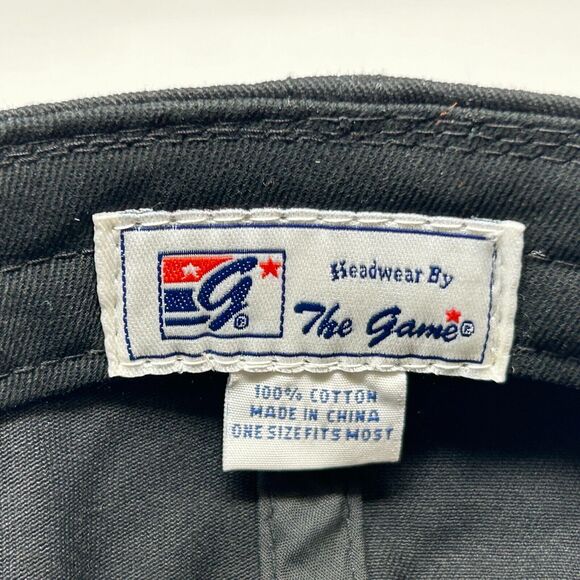 G®
Headwear By
The Game®
100% COTTON
MADE IN CHINA
ONE SIZE FITS MOST